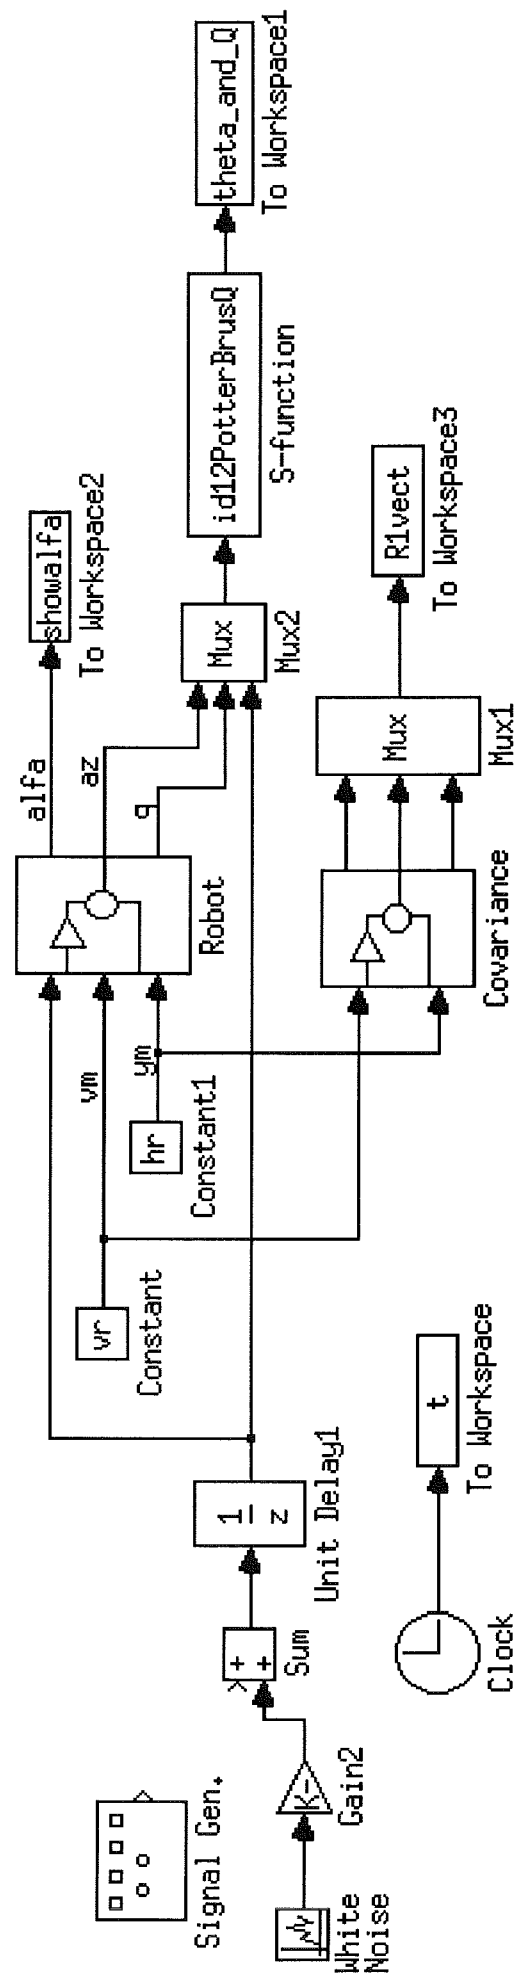 Signal Gen.
White
Noise
K-
Gain2
+
+
Sum
1
z
Unit Delay1
Clock
t
To Workspace
vr
Constant
vm
hr
Constant1
ym
Robot
alfa
az
q
showalfa
To Workspace2
Covariance
Mux
Mux1
R1vect
To Workspace3
Mux
Mux2
id12PotterBrusQ
S-function
theta_and_Q
To Workspace1